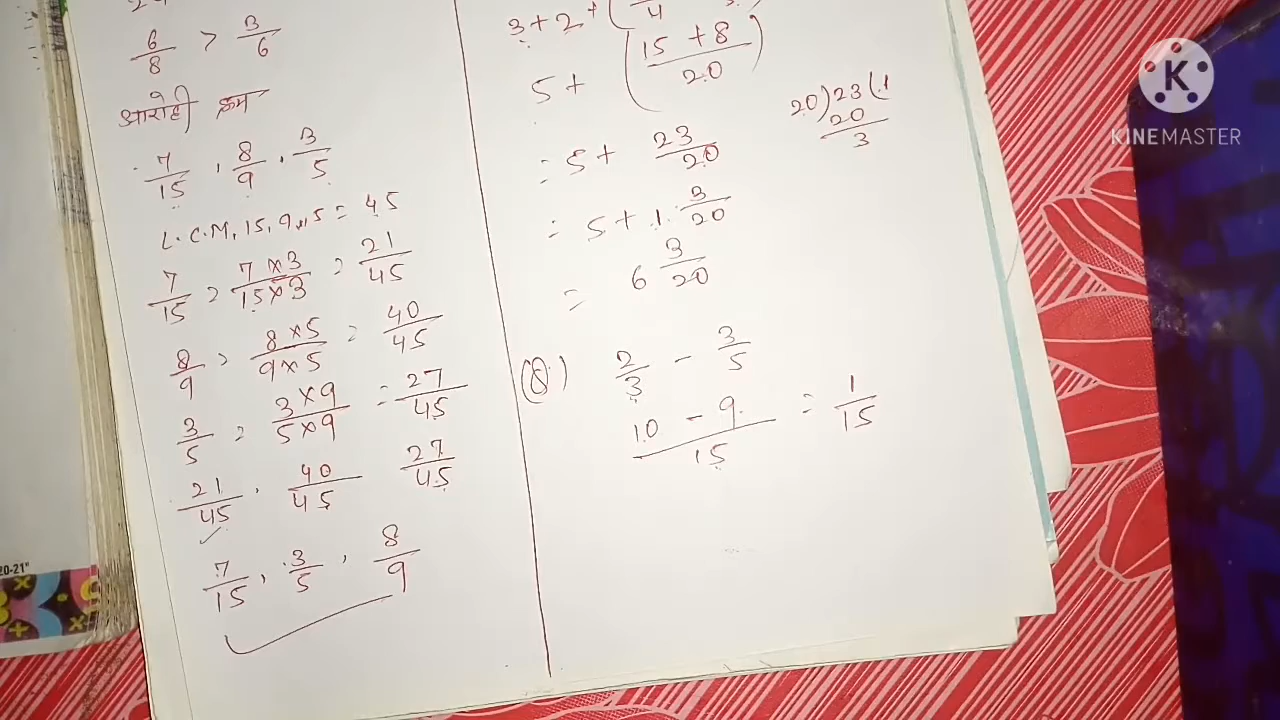 6/8 > 3/6
आरोही क्रम
7/15, 8/9, 3/5
L.C.M, 15, 9, 5 = 45
7/15 = 7×3/15×3 = 21/45
8/9 = 8×5/9×5 = 40/45
3/5 = 3×9/5×9 = 27/45
21/45, 40/45 27/45
7/15, 3/5, 8/9
3+2+(
5+ (15+8/20)
= 5+ 23/20
= 5+1 3/20
= 6 3/20
20)23(1
20
3
(Q) 2/3 - 3/5
10 - 9/15 = 1/15
20-21"
K
KINEMASTER